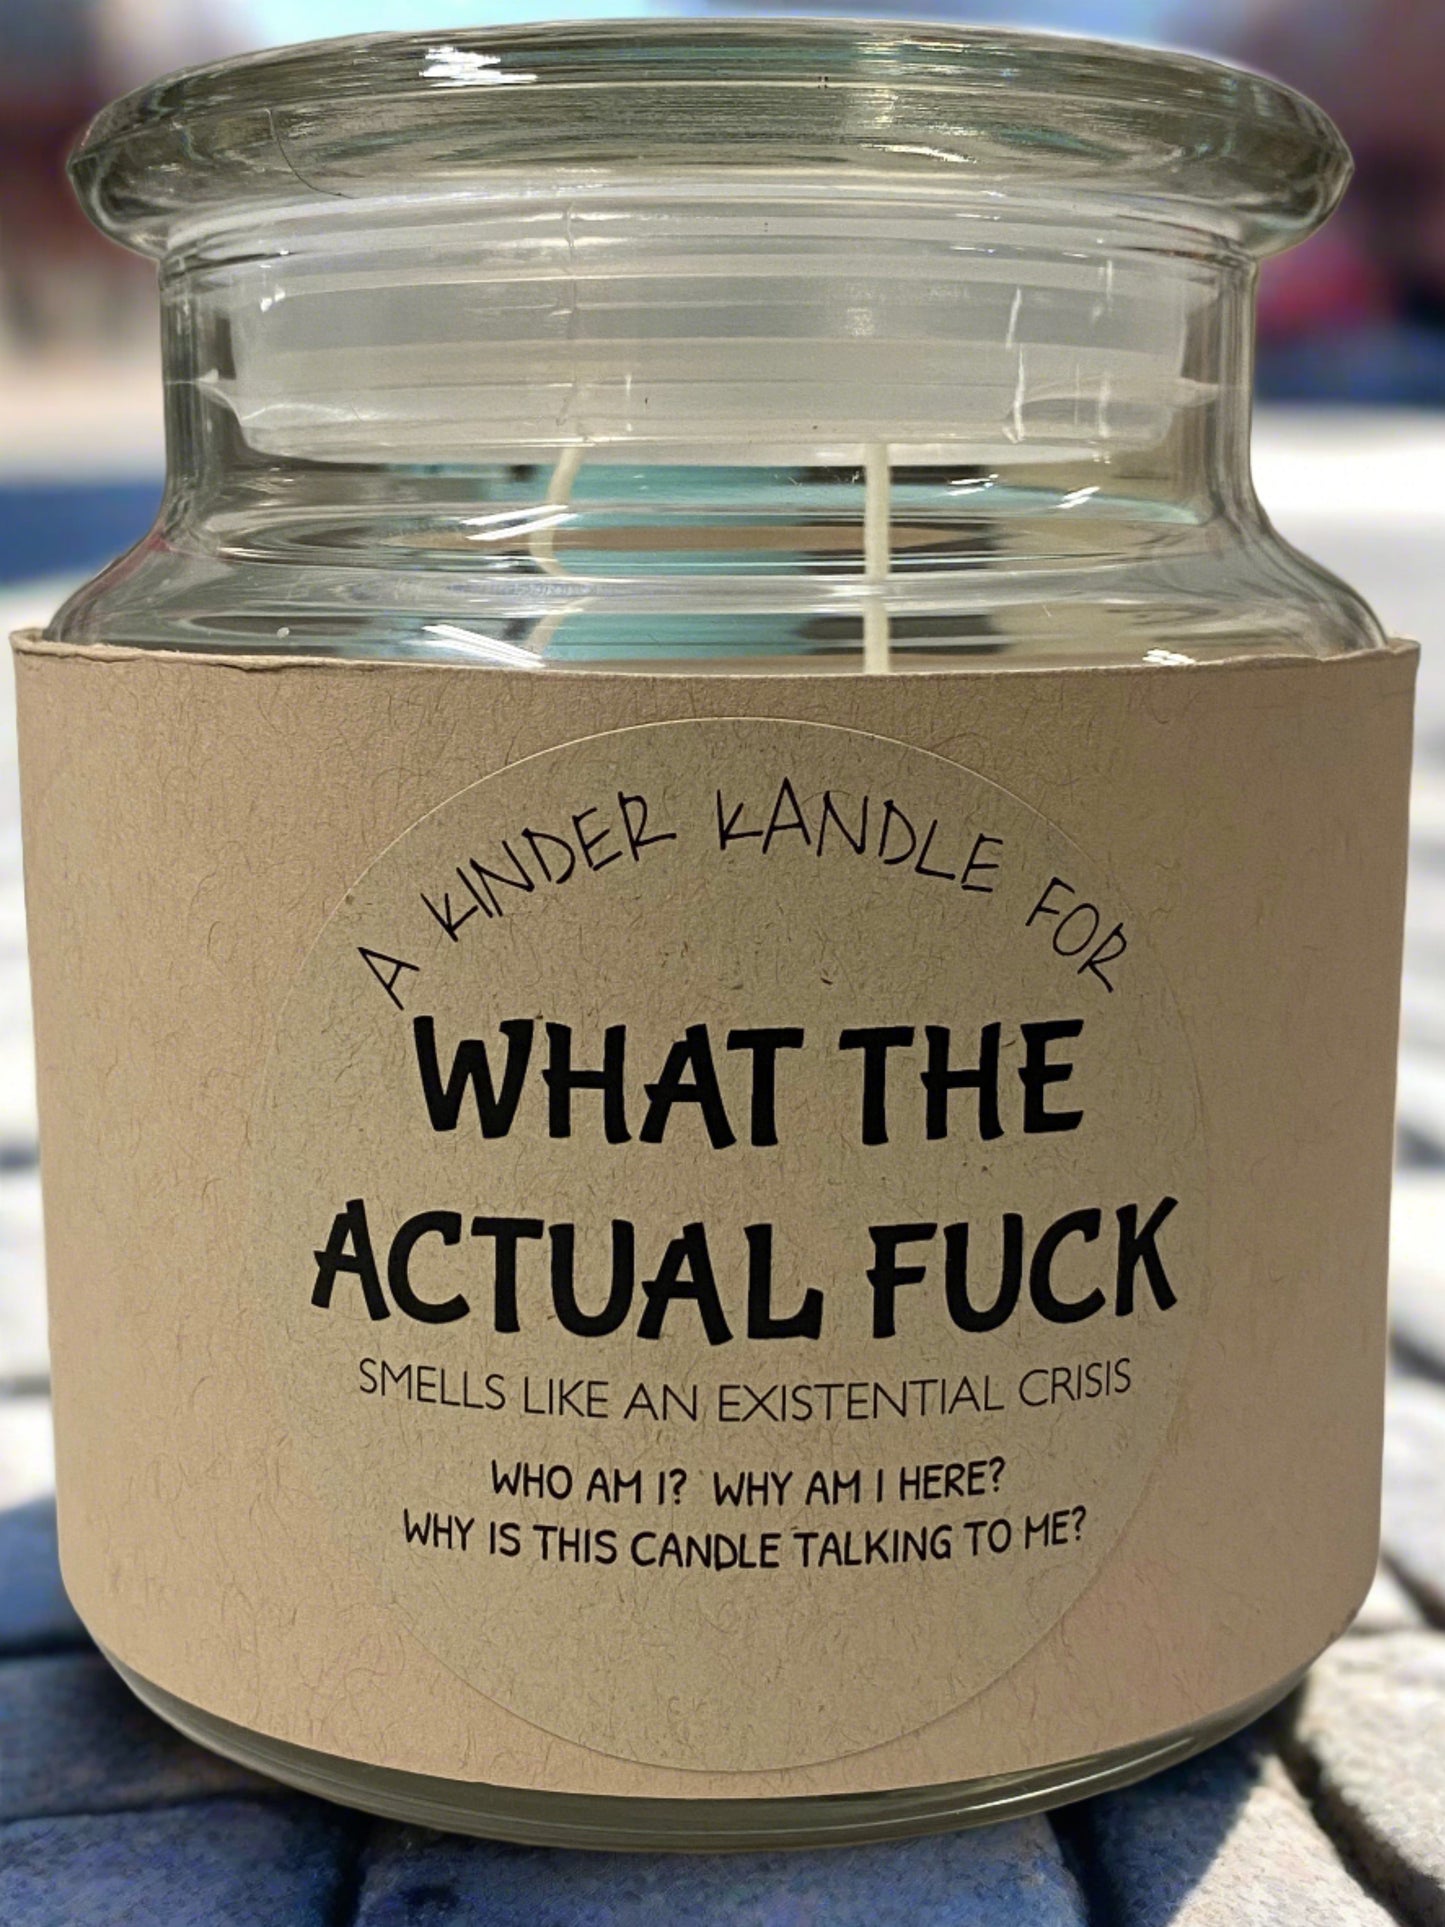 A KINDER KANDLE FOR
WHAT THE
ACTUAL FUCK
SMELLS LIKE AN EXISTENTIAL CRISIS
WHO AM I? WHY AM I HERE?
WHY IS THIS CANDLE TALKING TO ME?